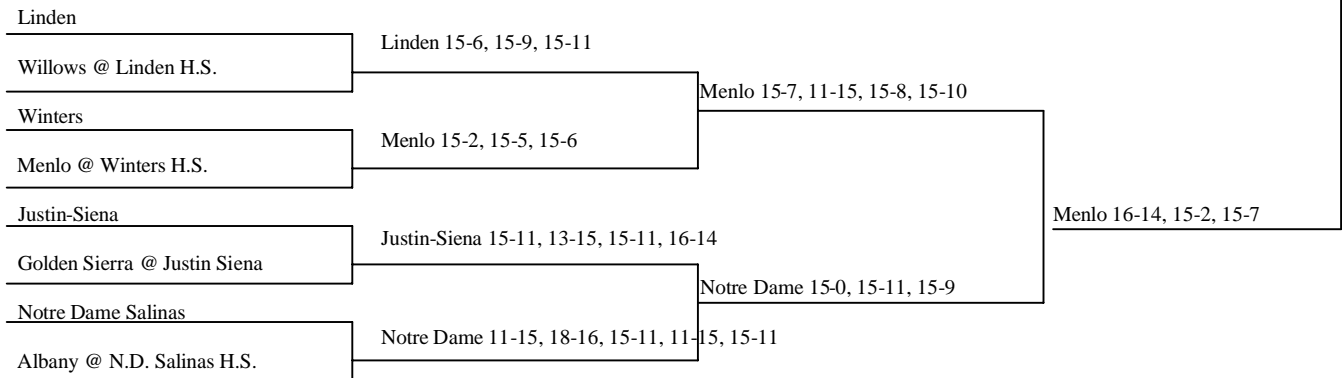 Linden
Linden 15-6, 15-9, 15-11
Willows @ Linden H.S.
Menlo 15-7, 11-15, 15-8, 15-10
Winters
Menlo 15-2, 15-5, 15-6
Menlo @ Winters H.S.
Justin-Siena
Menlo 16-14, 15-2, 15-7
Justin-Siena 15-11, 13-15, 15-11, 16-14
Golden Sierra @ Justin Siena
Notre Dame 15-0, 15-11, 15-9
Notre Dame Salinas
Notre Dame 11-15, 18-16, 15-11, 11-15, 15-11
Albany @ N.D. Salinas H.S.